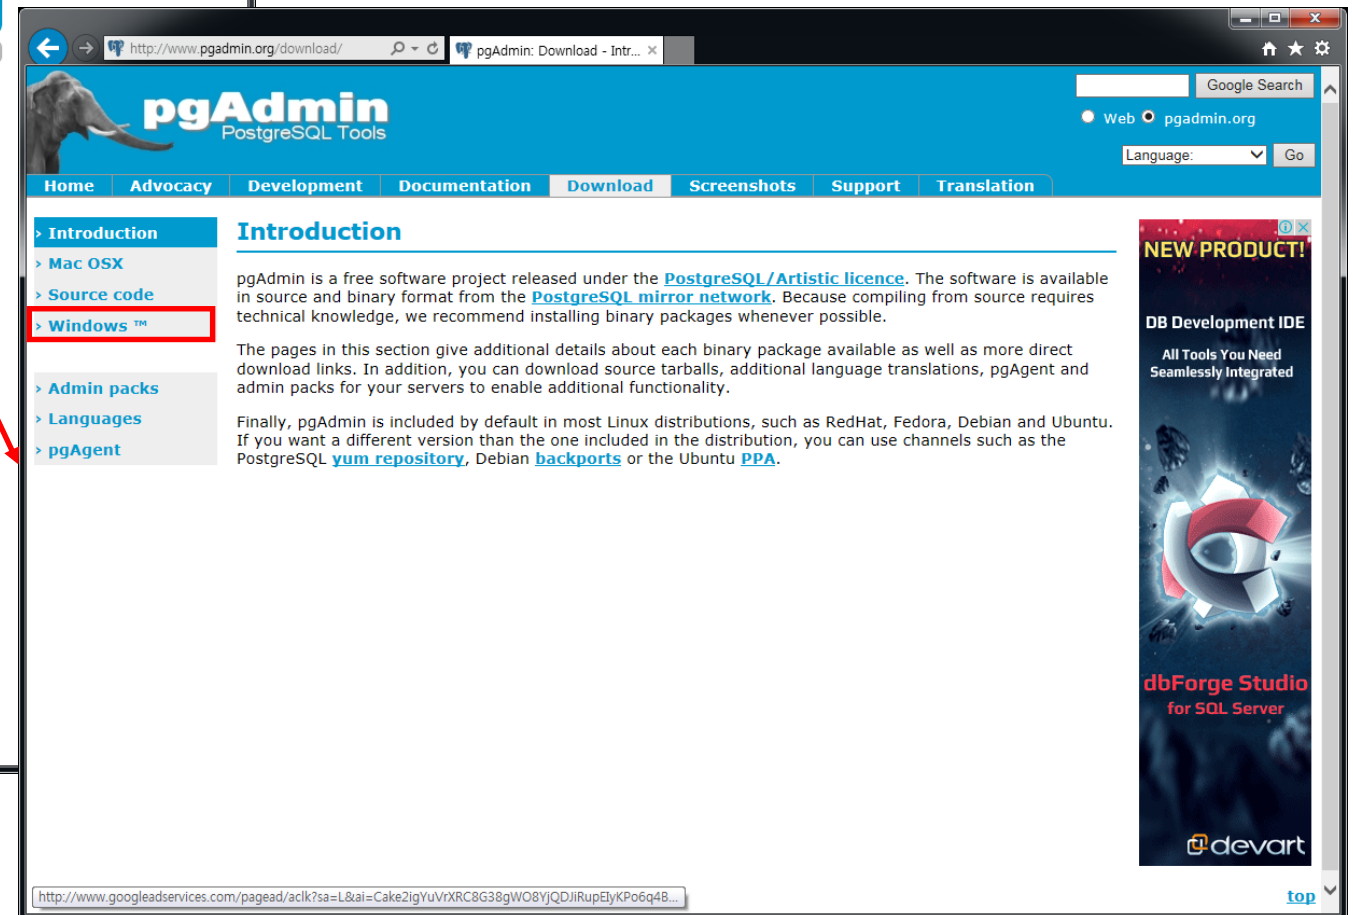 http://www.pgadmin.org/download/
pgAdmin: Download - Intr...
pgAdmin
PostgreSQL Tools
Google Search
Web pgadmin.org
Language: Go
Home Advocacy Development Documentation Download Screenshots Support Translation
› Introduction
› Mac OSX
› Source code
› Windows ™
› Admin packs
› Languages
› pgAgent
Introduction
pgAdmin is a free software project released under the PostgreSQL/Artistic licence. The software is available
in source and binary format from the PostgreSQL mirror network. Because compiling from source requires
technical knowledge, we recommend installing binary packages whenever possible.
The pages in this section give additional details about each binary package available as well as more direct
download links. In addition, you can download source tarballs, additional language translations, pgAgent and
admin packs for your servers to enable additional functionality.
Finally, pgAdmin is included by default in most Linux distributions, such as RedHat, Fedora, Debian and Ubuntu.
If you want a different version than the one included in the distribution, you can use channels such as the
PostgreSQL yum repository, Debian backports or the Ubuntu PPA.
NEW PRODUCT!
DB Development IDE
All Tools You Need
Seamlessly Integrated
dbForge Studio
for SQL Server
devart
http://www.googleadservices.com/pagead/aclk?sa=L&ai=Cake2igYuVrXRC8G38gWO8YjQDJiRupEIyKPo6q4B...
top